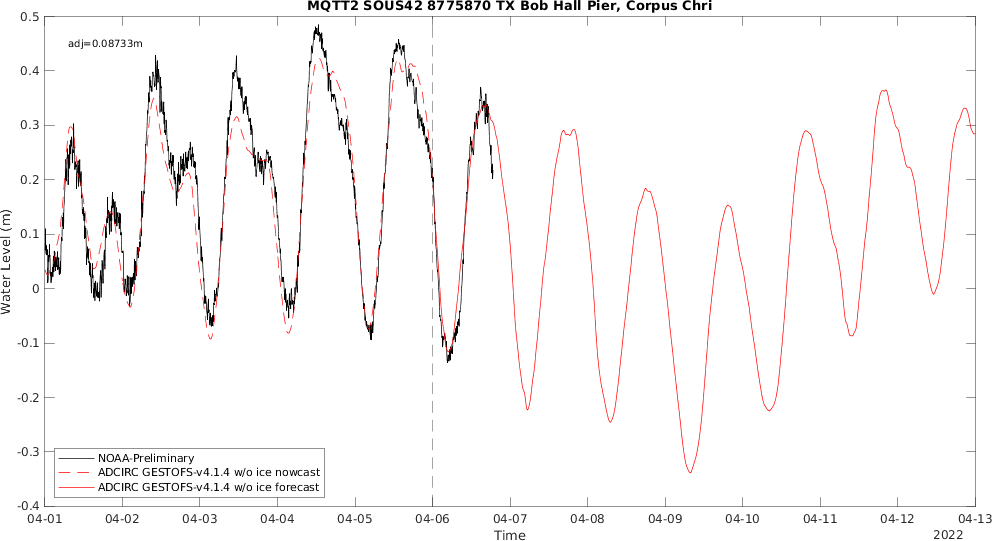 MQTT2 SOUS42 8775870 TX Bob Hall Pier, Corpus Chri
adj=0.08733m
0.5
0.4
0.3
0.2
0.1
0
-0.1
-0.2
-0.3
-0.4
Water Level (m)
NOAA-Preliminary
ADCIRC GESTOFS-v4.1.4 w/o ice nowcast
ADCIRC GESTOFS-v4.1.4 w/o ice forecast
04-01 04-02 04-03 04-04 04-05 04-06 04-07 04-08 04-09 04-10 04-11 04-12 04-13
Time
2022